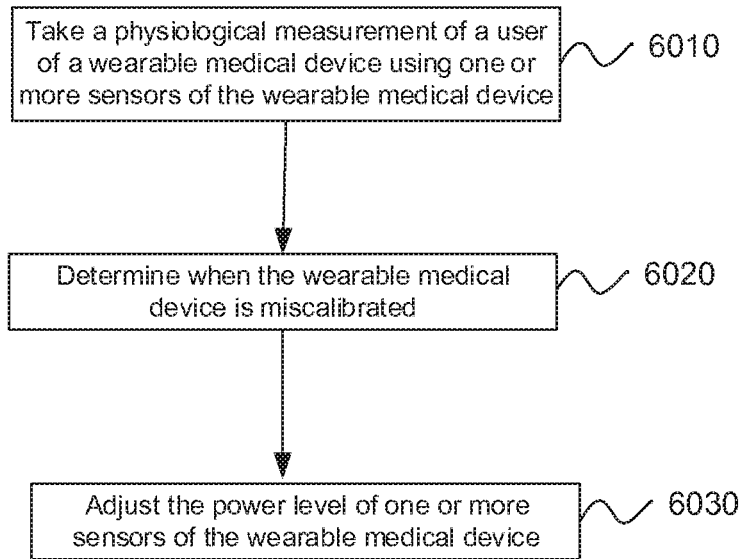 Take a physiological measurement of a user
of a wearable medical device using one or
more sensors of the wearable medical device
6010
Determine when the wearable medical
device is miscalibrated
6020
Adjust the power level of one or more
sensors of the wearable medical device
6030